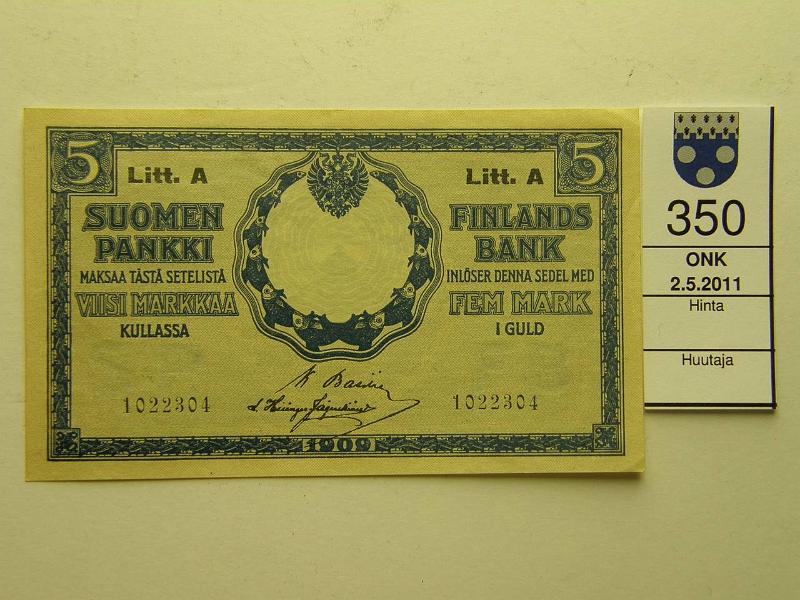 5
Litt. A
SUOMEN
PANKKI
MAKSAA TÄSTÄ SETELISTÄ
VIISI MARKKAA
KULLASSA
1022304
5
Litt. A
FINLANDS
BANK
INLÖSER DENNA SEDEL MED
FEM MARK
I GULD
1022304
1909
350
ONK
2.5.2011
Hinta
Huutaja